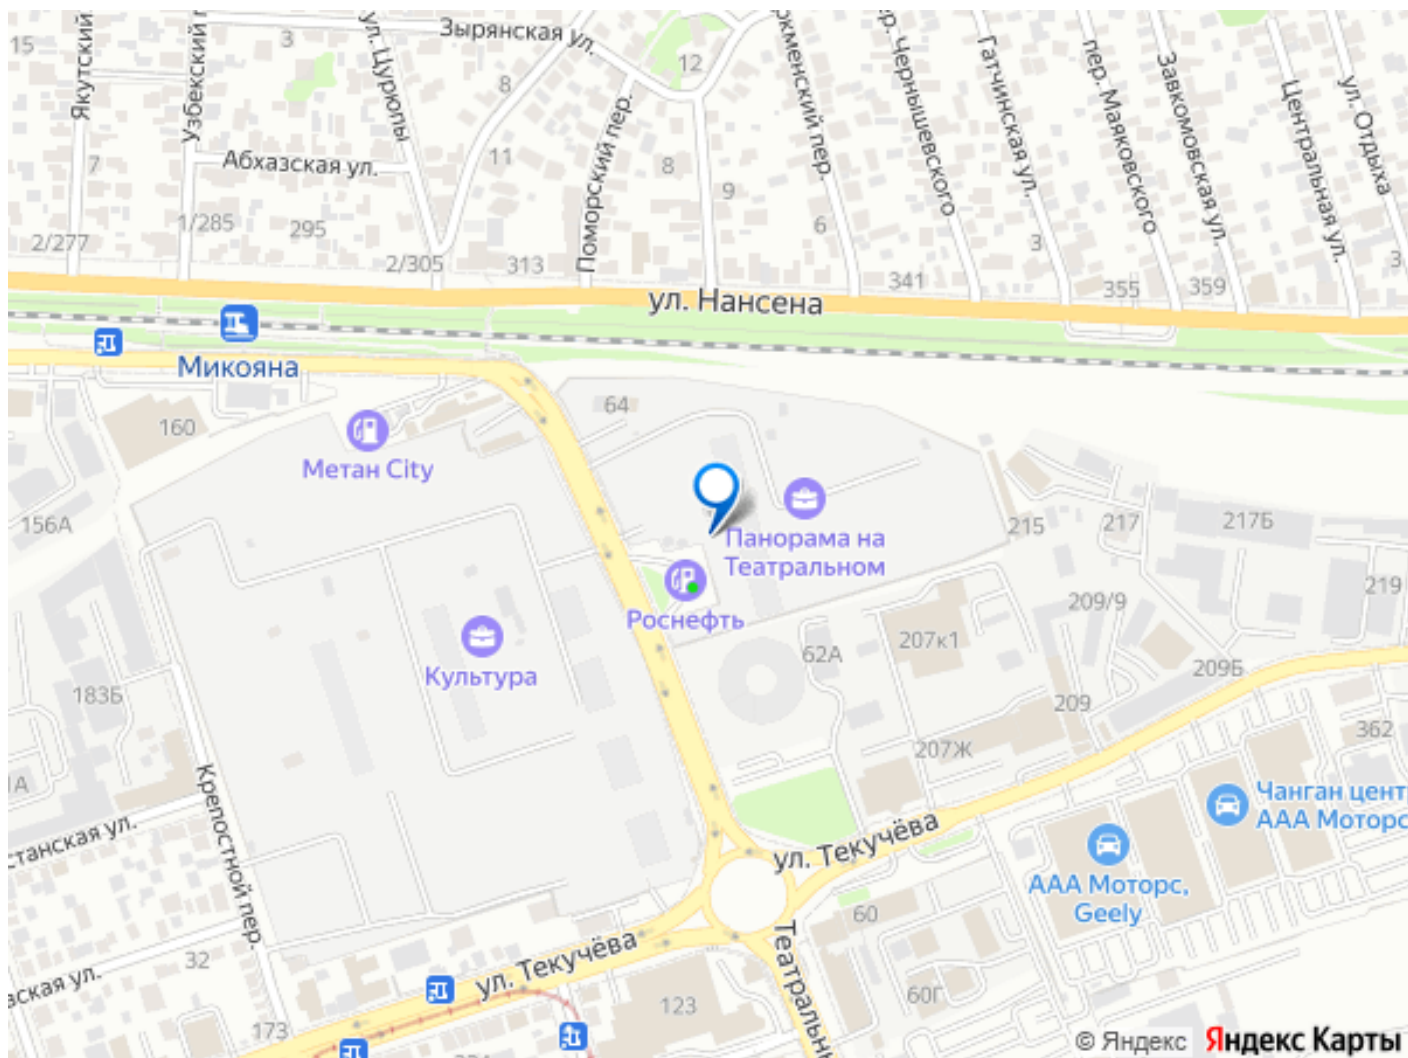 Зырянская ул.
15
3
ул. Цурюпы
Якутский
Узбекский
12
8
пер. Чернышевского
Гатчинская ул.
пер. Маяковского
Завкомовская ул.
Центральная ул.
ул. Отдыха
Поморский пер.
Абхазская ул.
7
11
8
9
6
3
3
1/285
295
2/277
2/305
313
341
355
359
ул. Нансена
Микояна
64
160
Метан City
156А
215
217
217Б
Панорама на
Театральном
219
Роснефть
209/9
207к1
62А
Культура
209Б
183Б
209
207Ж
362
Крепостной пер.
Чанган цент
ААА Моторс
ул. Текучёва
ААА Моторс,
Geely
станская ул.
60
Театральн
ул. Текучёва
32
вская ул.
60Г
123
173
© Яндекс Яндекс Карты